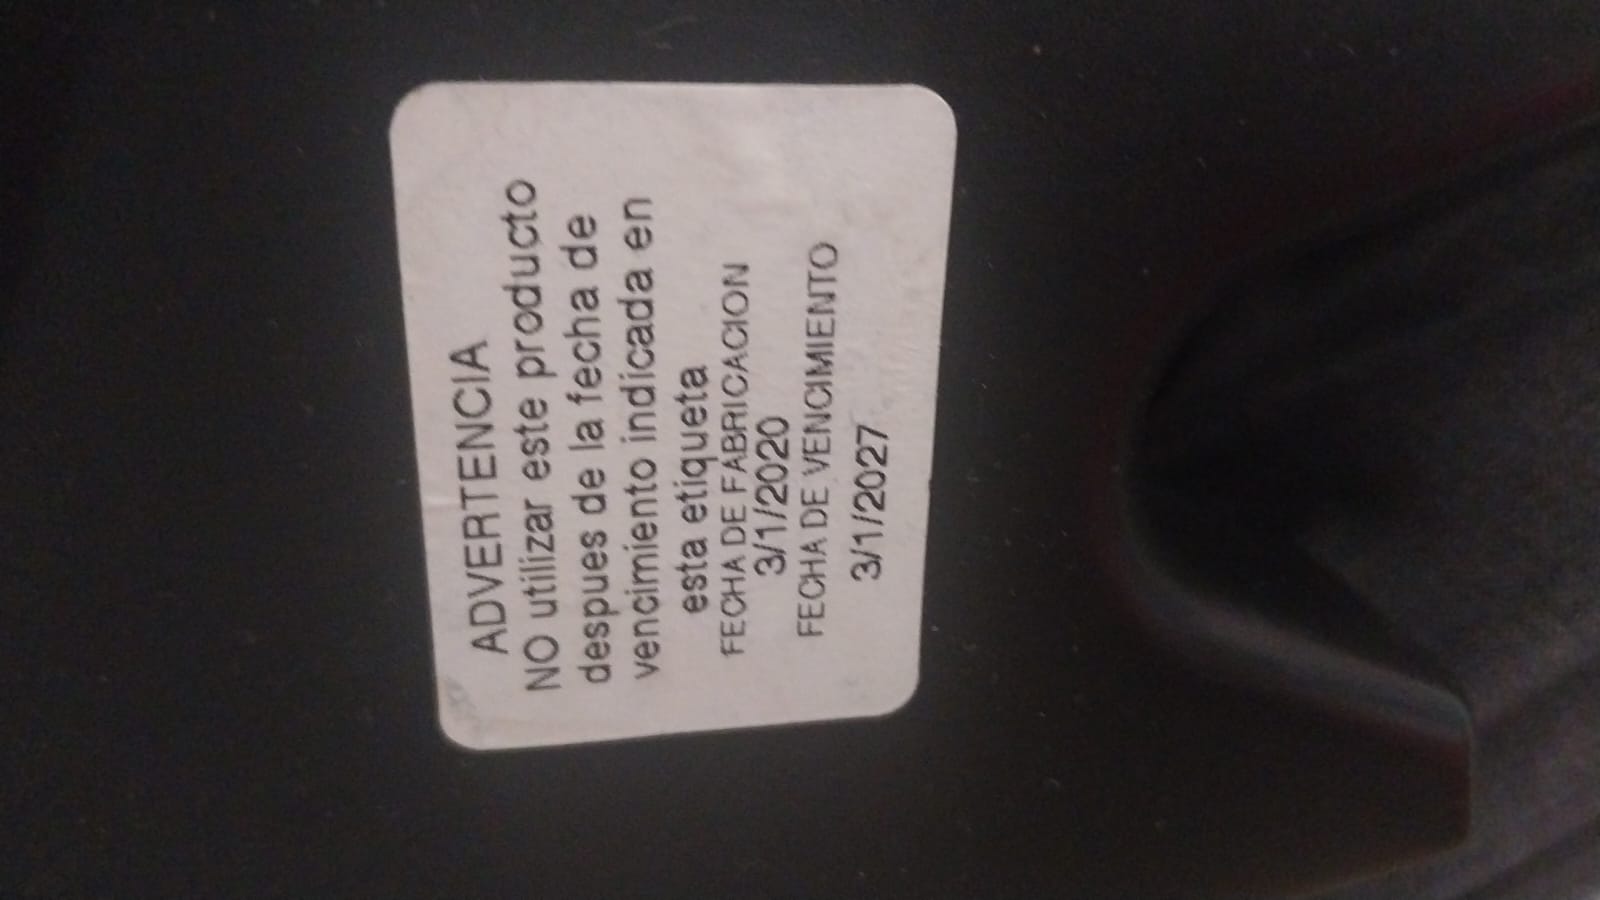 ADVERTENCIA
NO utilizar este producto
despues de la fecha de
vencimiento indicada en
esta etiqueta
FECHA DE FABRICACION
3/1/2020
FECHA DE VENCIMIENTO
3/1/2027